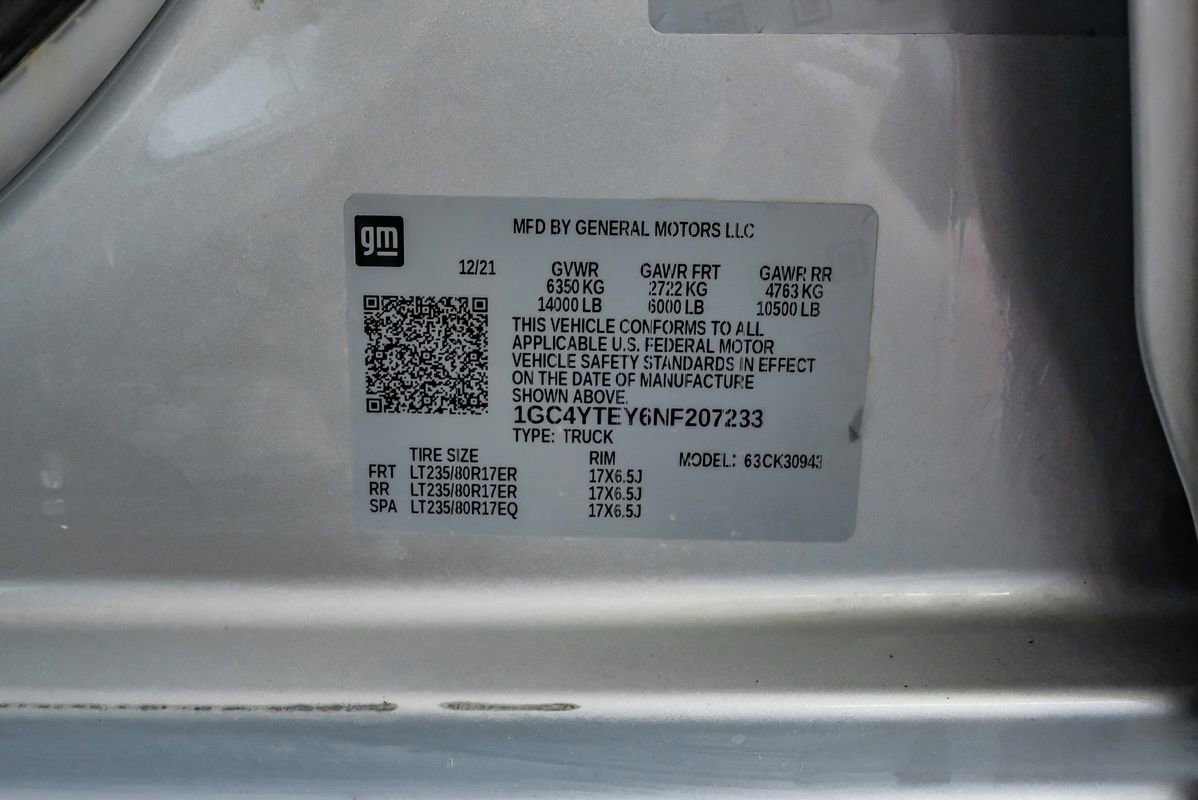 gm
MFD BY GENERAL MOTORS LLC
12/21 GVWR GAWR FRT GAWR RR
6350 KG 2722 KG 4763 KG
14000 LB 6000 LB 10500 LB
THIS VEHICLE CONFORMS TO ALL
APPLICABLE U.S. FEDERAL MOTOR
VEHICLE SAFETY STANDARDS IN EFFECT
ON THE DATE OF MANUFACTURE
SHOWN ABOVE.
1GC4YTEY6NF207233
TYPE: TRUCK
TIRE SIZE RIM MODEL: 63CK30943
FRT LT235/80R17ER 17X6.5J
RR LT235/80R17ER 17X6.5J
SPA LT235/80R17EQ 17X6.5J